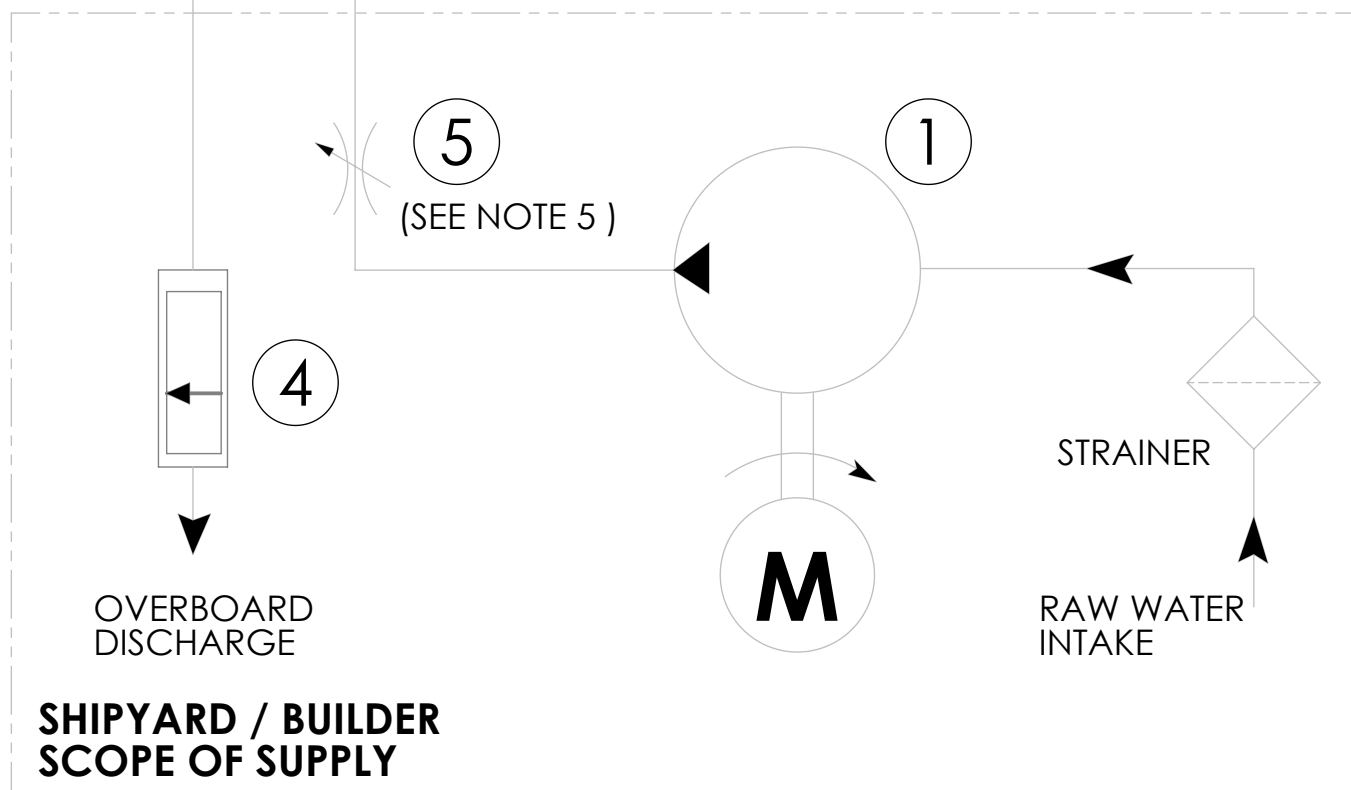 5
1
(SEE NOTE 5 )
4
STRAINER
M
OVERBOARD
DISCHARGE
RAW WATER
INTAKE
SHIPYARD / BUILDER
SCOPE OF SUPPLY